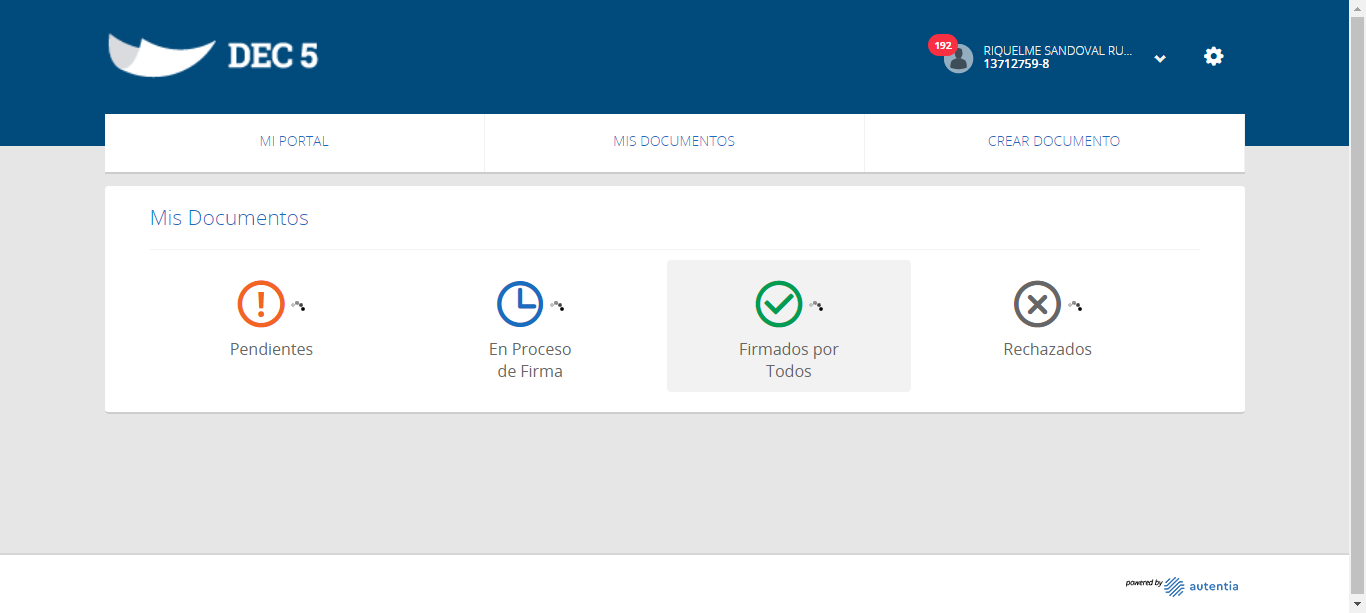 DEC 5
192
RIQUELME SANDOVAL RU...
13712759-8
MI PORTAL
MIS DOCUMENTOS
CREAR DOCUMENTO
Mis Documentos
Pendientes
En Proceso
de Firma
Firmados por
Todos
Rechazados
powered by
autentia